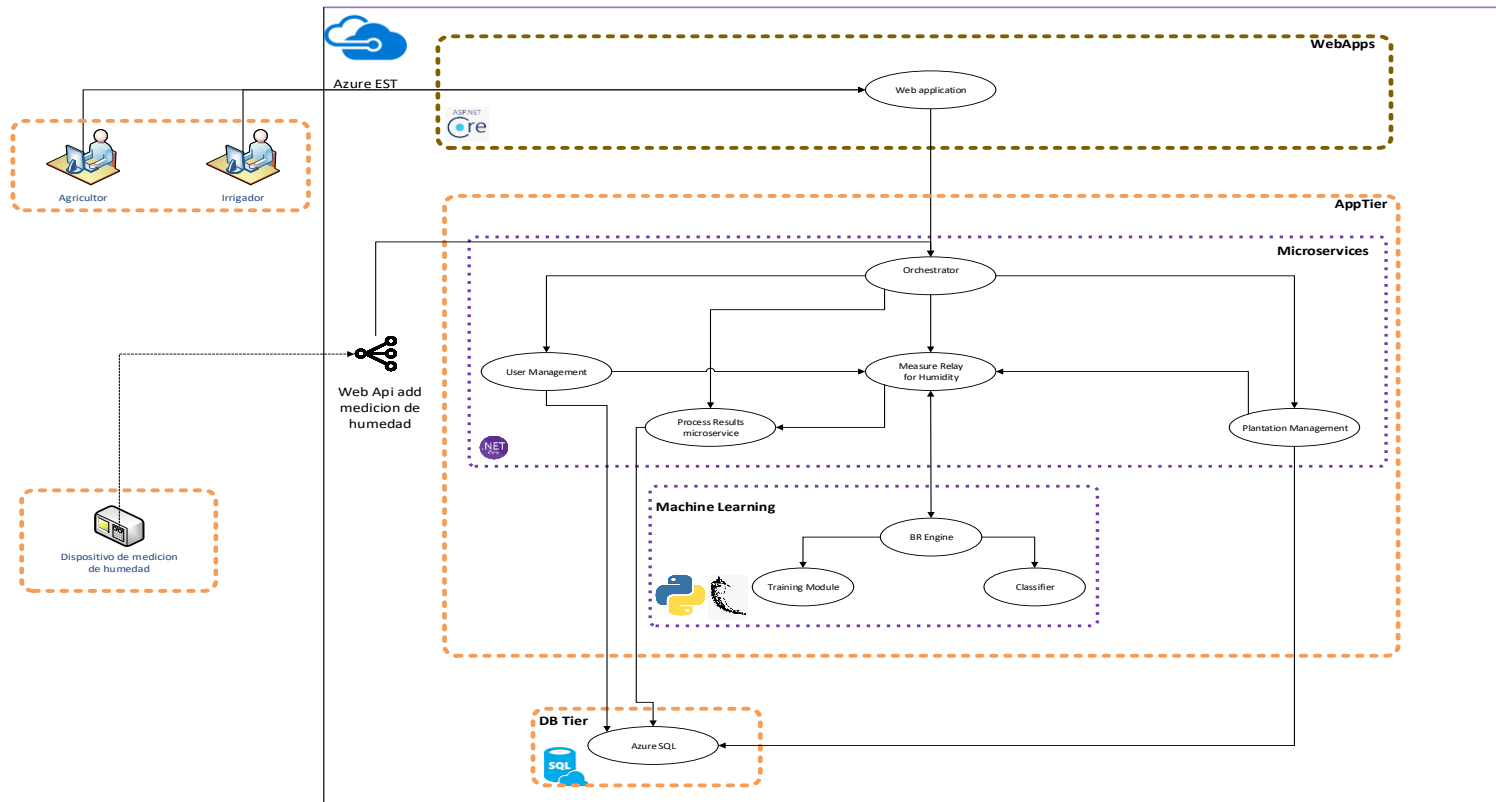 WebApps
Azure EST
Web application
ASP.NET
Core
Agricultor
Irrigador
AppTier
Microservices
Orchestrator
User Management
Measure Relay
for Humidity
Web Api add
medicion de
humedad
Process Results
microservice
Plantation Management
.NET
Machine Learning
BR Engine
Dispositivo de medicion
de humedad
Training Module
Classifier
DB Tier
Azure SQL
SQL